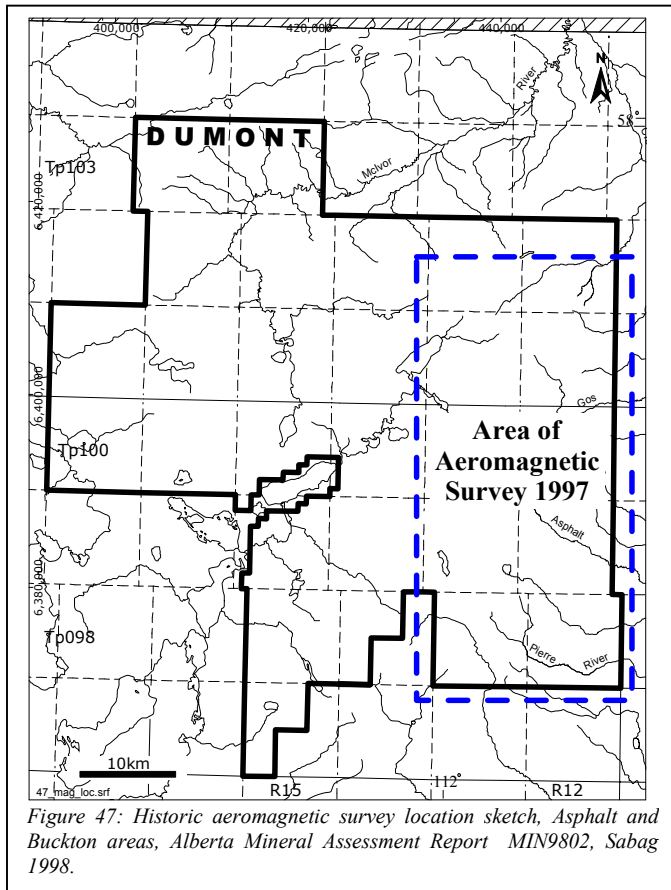 400,000
420,000
440,000
River
N
58°
DUMONT
McIvor
Tp103
6,420,000
Gos
6,400,000
Area of
Aeromagnetic
Survey 1997
Tp100
Asphalt
6,380,000
Tp098
Pierre
River
10km
47_mag_loc.srf
R15
112°
R12
Figure 47: Historic aeromagnetic survey location sketch, Asphalt and
Buckton areas, Alberta Mineral Assessment Report MIN9802, Sabag
1998.